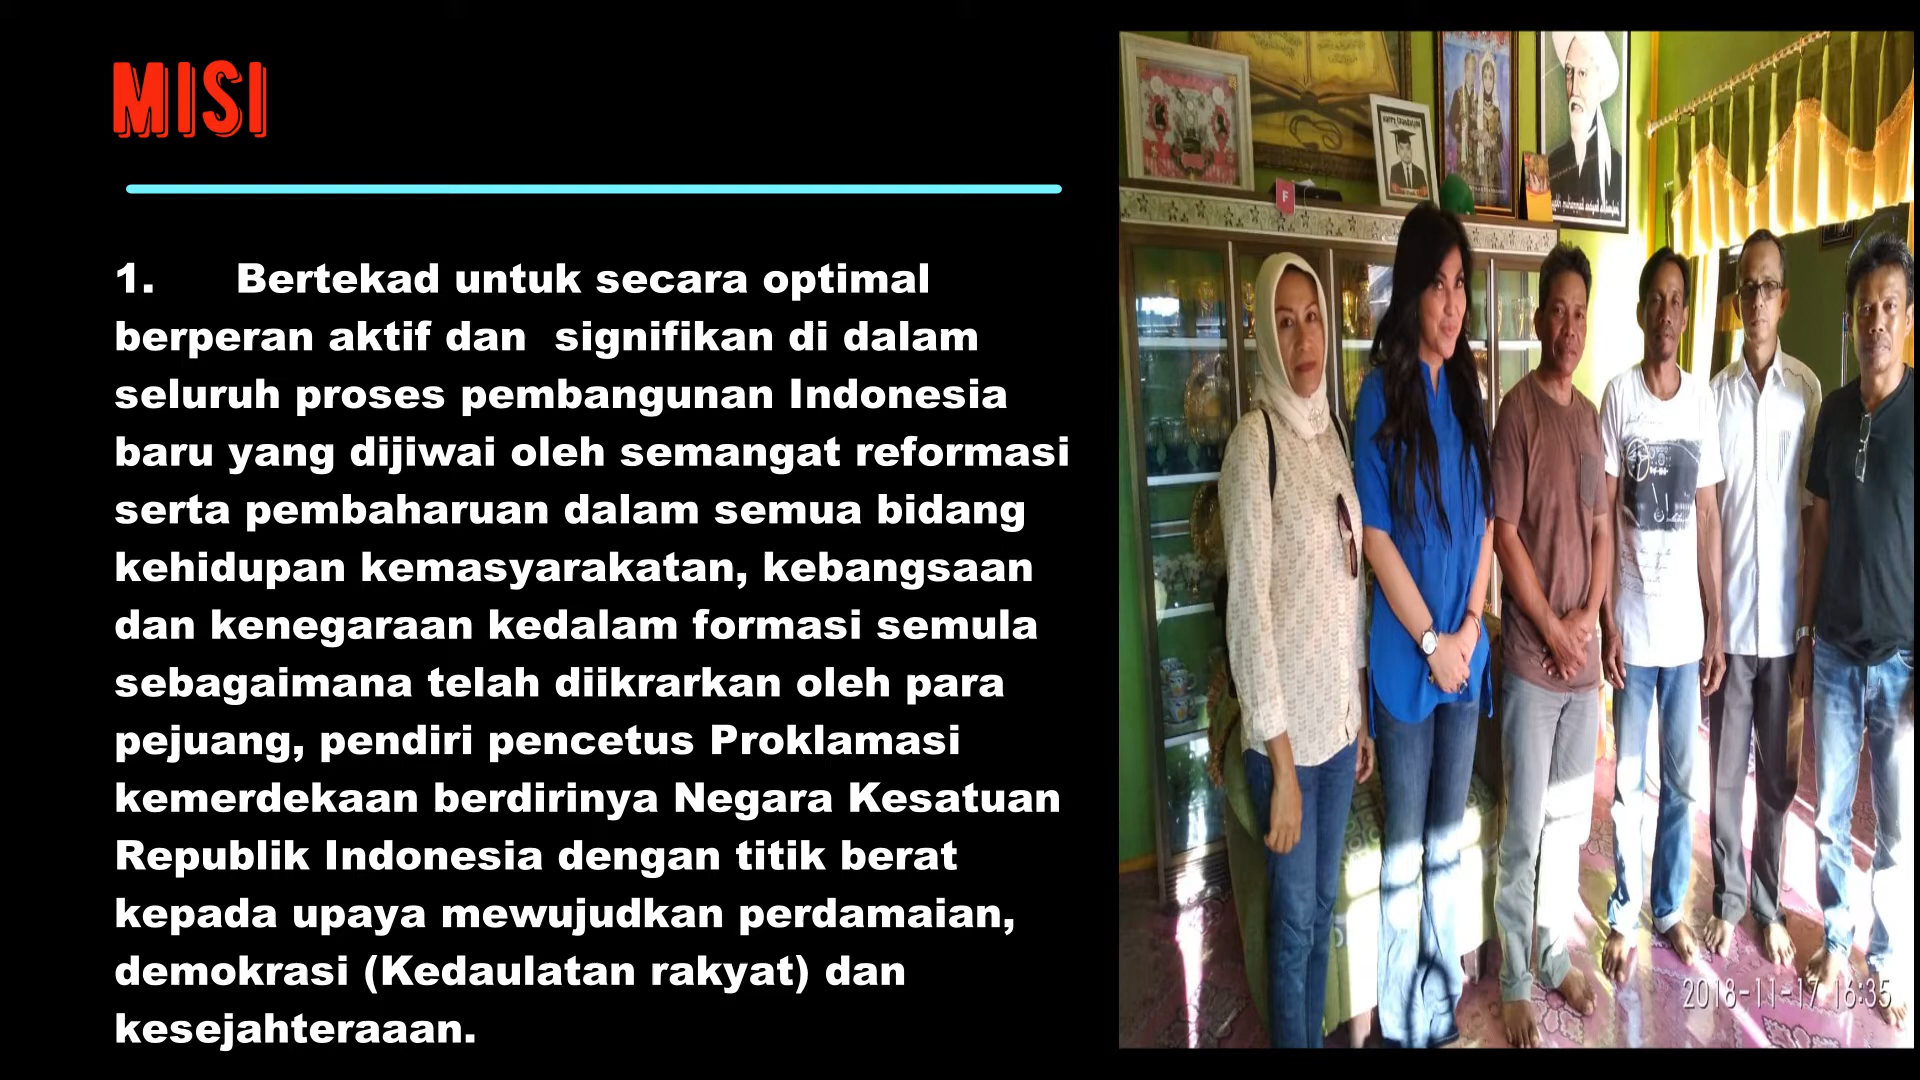 MISI
1. Bertekad untuk secara optimal
berperan aktif dan signifikan di dalam
seluruh proses pembangunan Indonesia
baru yang dijiwai oleh semangat reformasi
serta pembaharuan dalam semua bidang
kehidupan kemasyarakatan, kebangsaan
dan kenegaraan kedalam formasi semula
sebagaimana telah diikrarkan oleh para
pejuang, pendiri pencetus Proklamasi
kemerdekaan berdirinya Negara Kesatuan
Republik Indonesia dengan titik berat
kepada upaya mewujudkan perdamaian,
demokrasi (Kedaulatan rakyat) dan
kesejahteraaan.
HAPPY GRADUATION
F
2018-11-17 16:35